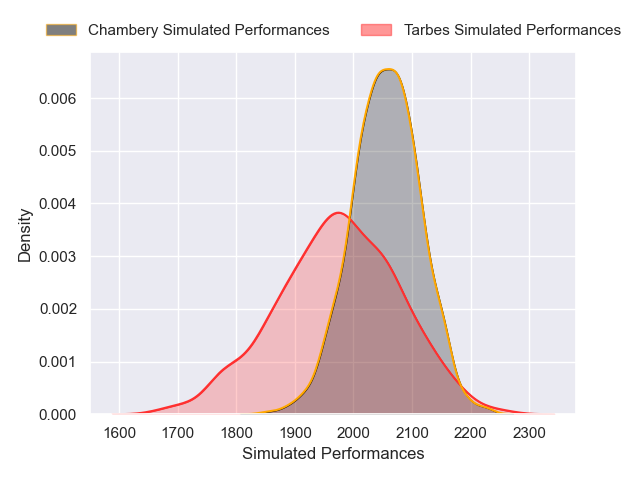 Chambery Simulated Performances
Tarbes Simulated Performances
0.006
0.005
0.004
0.003
0.002
0.001
0.000
Density
1600 1700 1800 1900 2000 2100 2200 2300
Simulated Performances